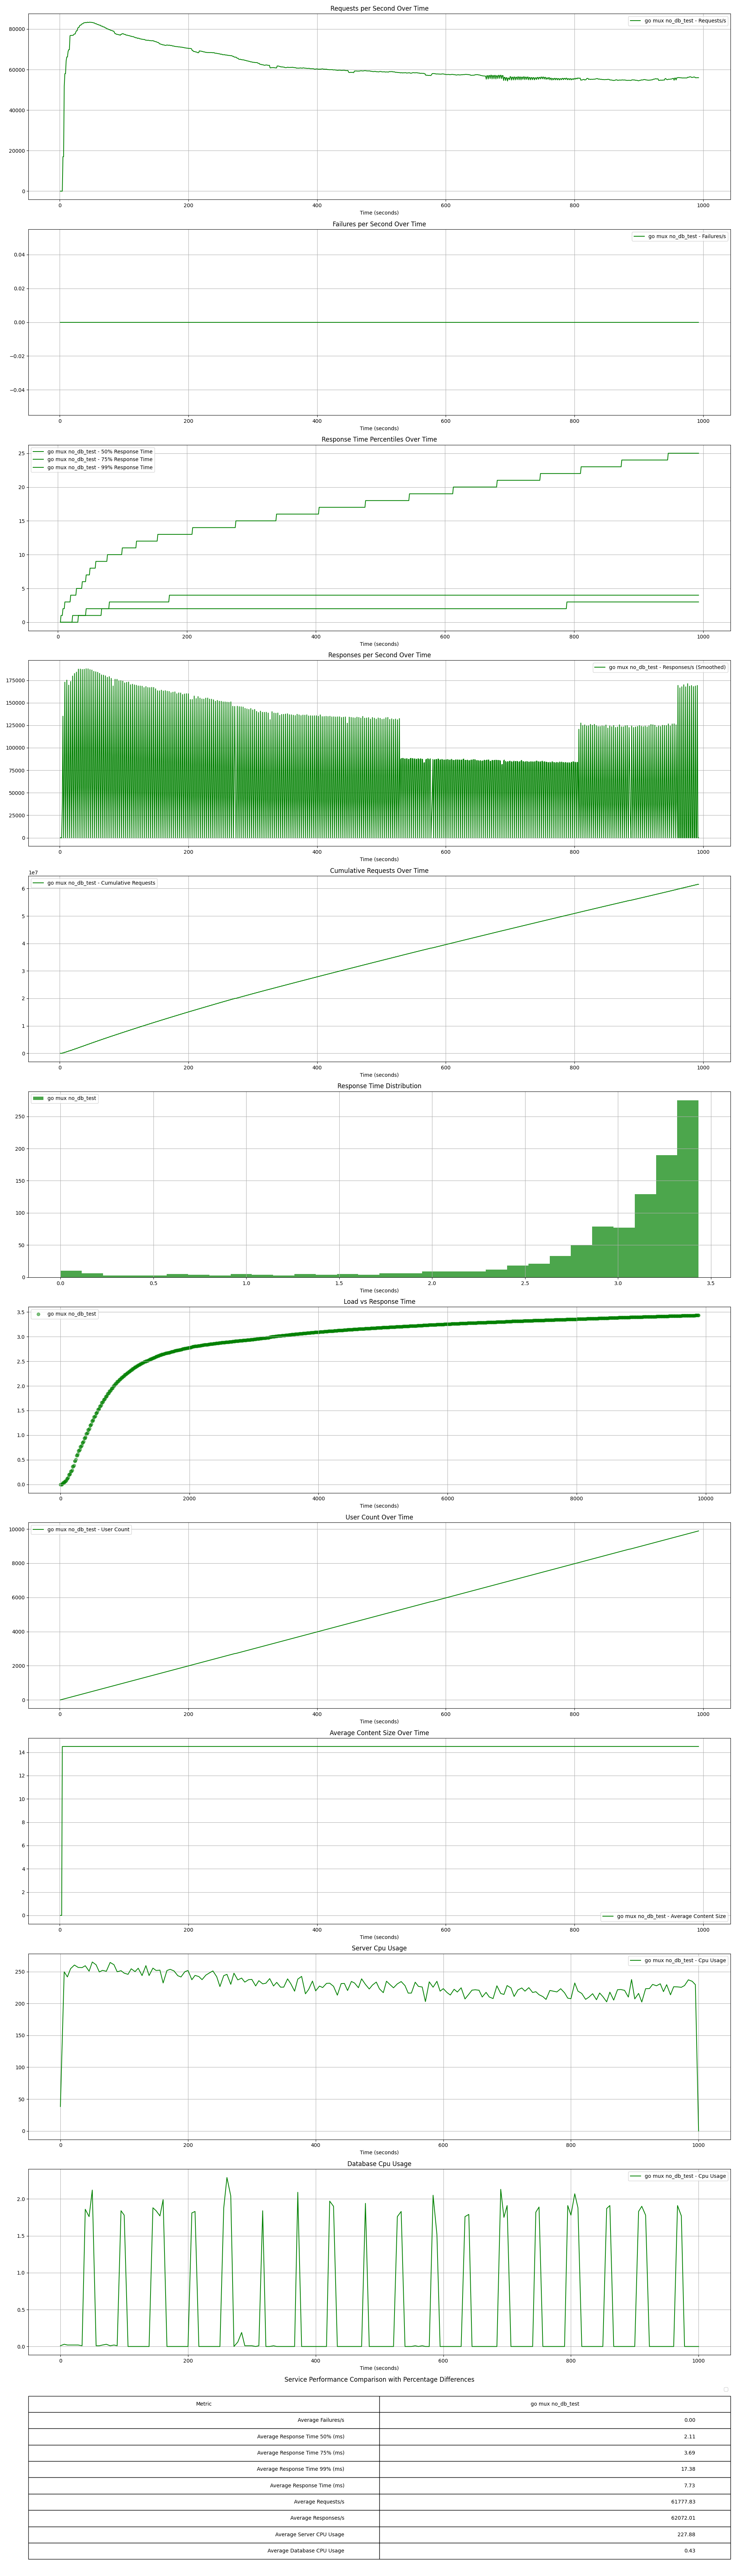 Requests per Second Over Time
go mux no_db_test - Requests/s
80000
60000
40000
20000
0
0 200 400 600 800 1000
Time (seconds)
Failures per Second Over Time
go mux no_db_test - Failures/s
0.04
0.02
0.00
−0.02
−0.04
0 200 400 600 800 1000
Time (seconds)
Response Time Percentiles Over Time
go mux no_db_test - 50% Response Time
go mux no_db_test - 75% Response Time
go mux no_db_test - 99% Response Time
25
20
15
10
5
0
0 200 400 600 800 1000
Time (seconds)
Responses per Second Over Time
go mux no_db_test - Responses/s (Smoothed)
175000
150000
125000
100000
75000
50000
25000
0
0 200 400 600 800 1000
Time (seconds)
Cumulative Requests Over Time
1e7
go mux no_db_test - Cumulative Requests
6
5
4
3
2
1
0
0 200 400 600 800 1000
Time (seconds)
Response Time Distribution
go mux no_db_test
250
200
150
100
50
0
0.0 0.5 1.0 1.5 2.0 2.5 3.0 3.5
Time (seconds)
Load vs Response Time
go mux no_db_test
3.5
3.0
2.5
2.0
1.5
1.0
0.5
0.0
0 2000 4000 6000 8000 10000
Time (seconds)
User Count Over Time
go mux no_db_test - User Count
10000
8000
6000
4000
2000
0
0 200 400 600 800 1000
Time (seconds)
Average Content Size Over Time
14
12
10
8
6
4
2
0
go mux no_db_test - Average Content Size
0 200 400 600 800 1000
Time (seconds)
Server Cpu Usage
go mux no_db_test - Cpu Usage
250
200
150
100
50
0
0 200 400 600 800 1000
Time (seconds)
Database Cpu Usage
go mux no_db_test - Cpu Usage
2.0
1.5
1.0
0.5
0.0
0 200 400 600 800 1000
Time (seconds)
Service Performance Comparison with Percentage Differences
Metric go mux no_db_test
Average Failures/s 0.00
Average Response Time 50% (ms) 2.11
Average Response Time 75% (ms) 3.69
Average Response Time 99% (ms) 17.38
Average Response Time (ms) 7.73
Average Requests/s 61777.83
Average Responses/s 62072.01
Average Server CPU Usage 227.88
Average Database CPU Usage 0.43